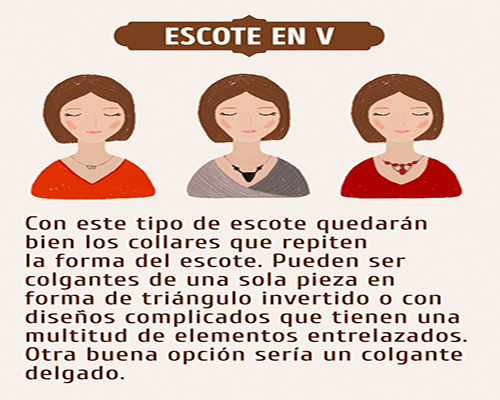 ESCOTE EN V
Con este tipo de escote quedarán
bien los collares que repiten
la forma del escote. Pueden ser
colgantes de una sola pieza en
forma de triángulo invertido o con
diseños complicados que tienen una
multitud de elementos entrelazados.
Otra buena opción sería un colgante
delgado.